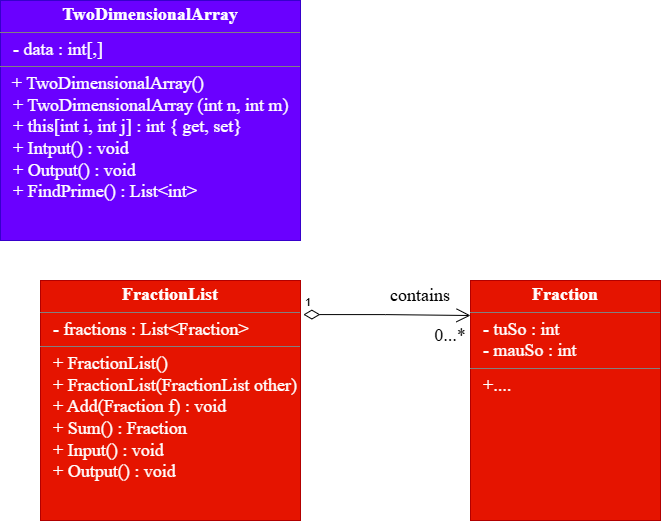 TwoDimensionalArray
- data : int[,]
+ TwoDimensionalArray()
+ TwoDimensionalArray (int n, int m)
+ this[int i, int j] : int { get, set}
+ Intput() : void
+ Output() : void
+ FindPrime() : List<int>
FractionList
- fractions : List<Fraction>
+ FractionList()
+ FractionList(FractionList other)
+ Add(Fraction f) : void
+ Sum() : Fraction
+ Input() : void
+ Output() : void
1
contains
0...*
Fraction
- tuSo : int
- mauSo : int
+....